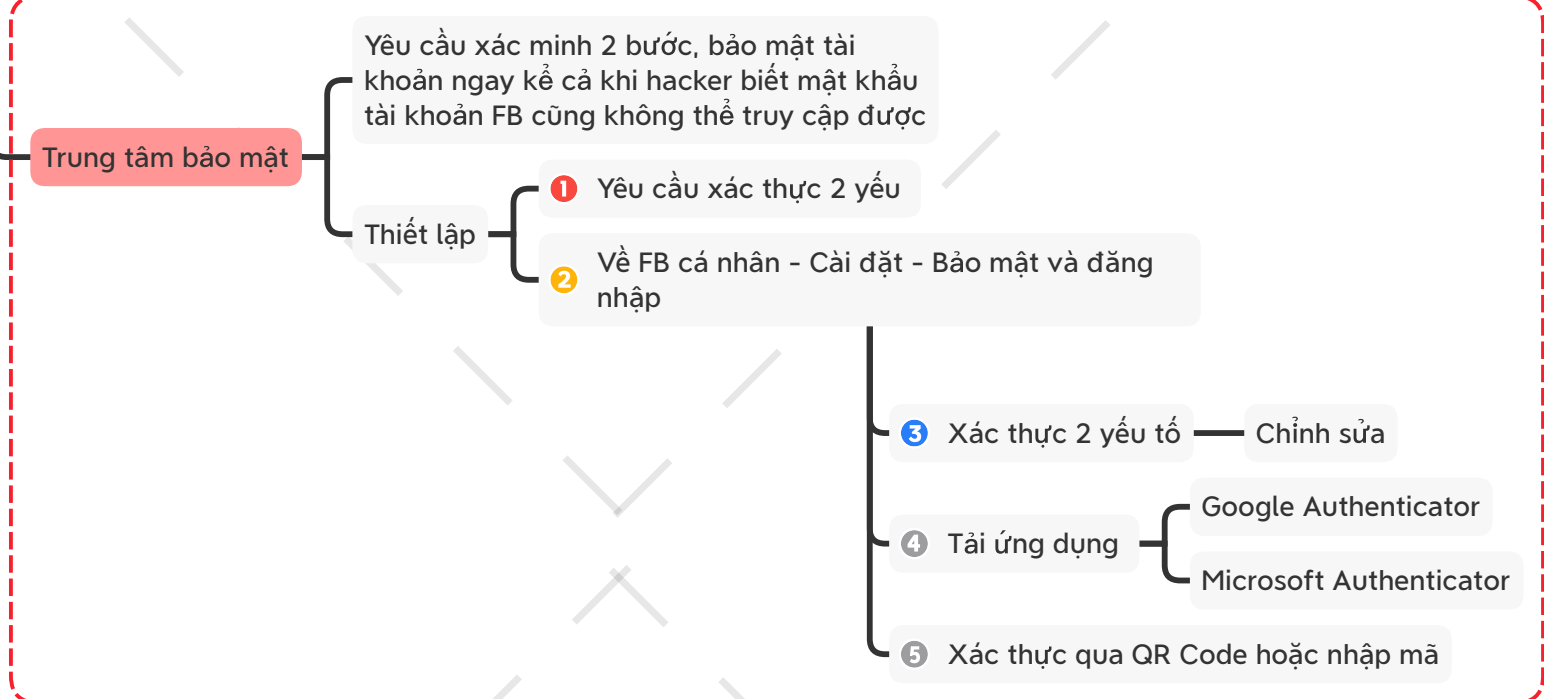 Yêu cầu xác minh 2 bước, bảo mật tài
khoản ngay kể cả khi hacker biết mật khẩu
tài khoản FB cũng không thể truy cập được
Trung tâm bảo mật
Thiết lập
1 Yêu cầu xác thực 2 yếu
2 Về FB cá nhân - Cài đặt - Bảo mật và đăng
nhập
3 Xác thực 2 yếu tố
Chỉnh sửa
4 Tải ứng dụng
Google Authenticator
Microsoft Authenticator
5 Xác thực qua QR Code hoặc nhập mã